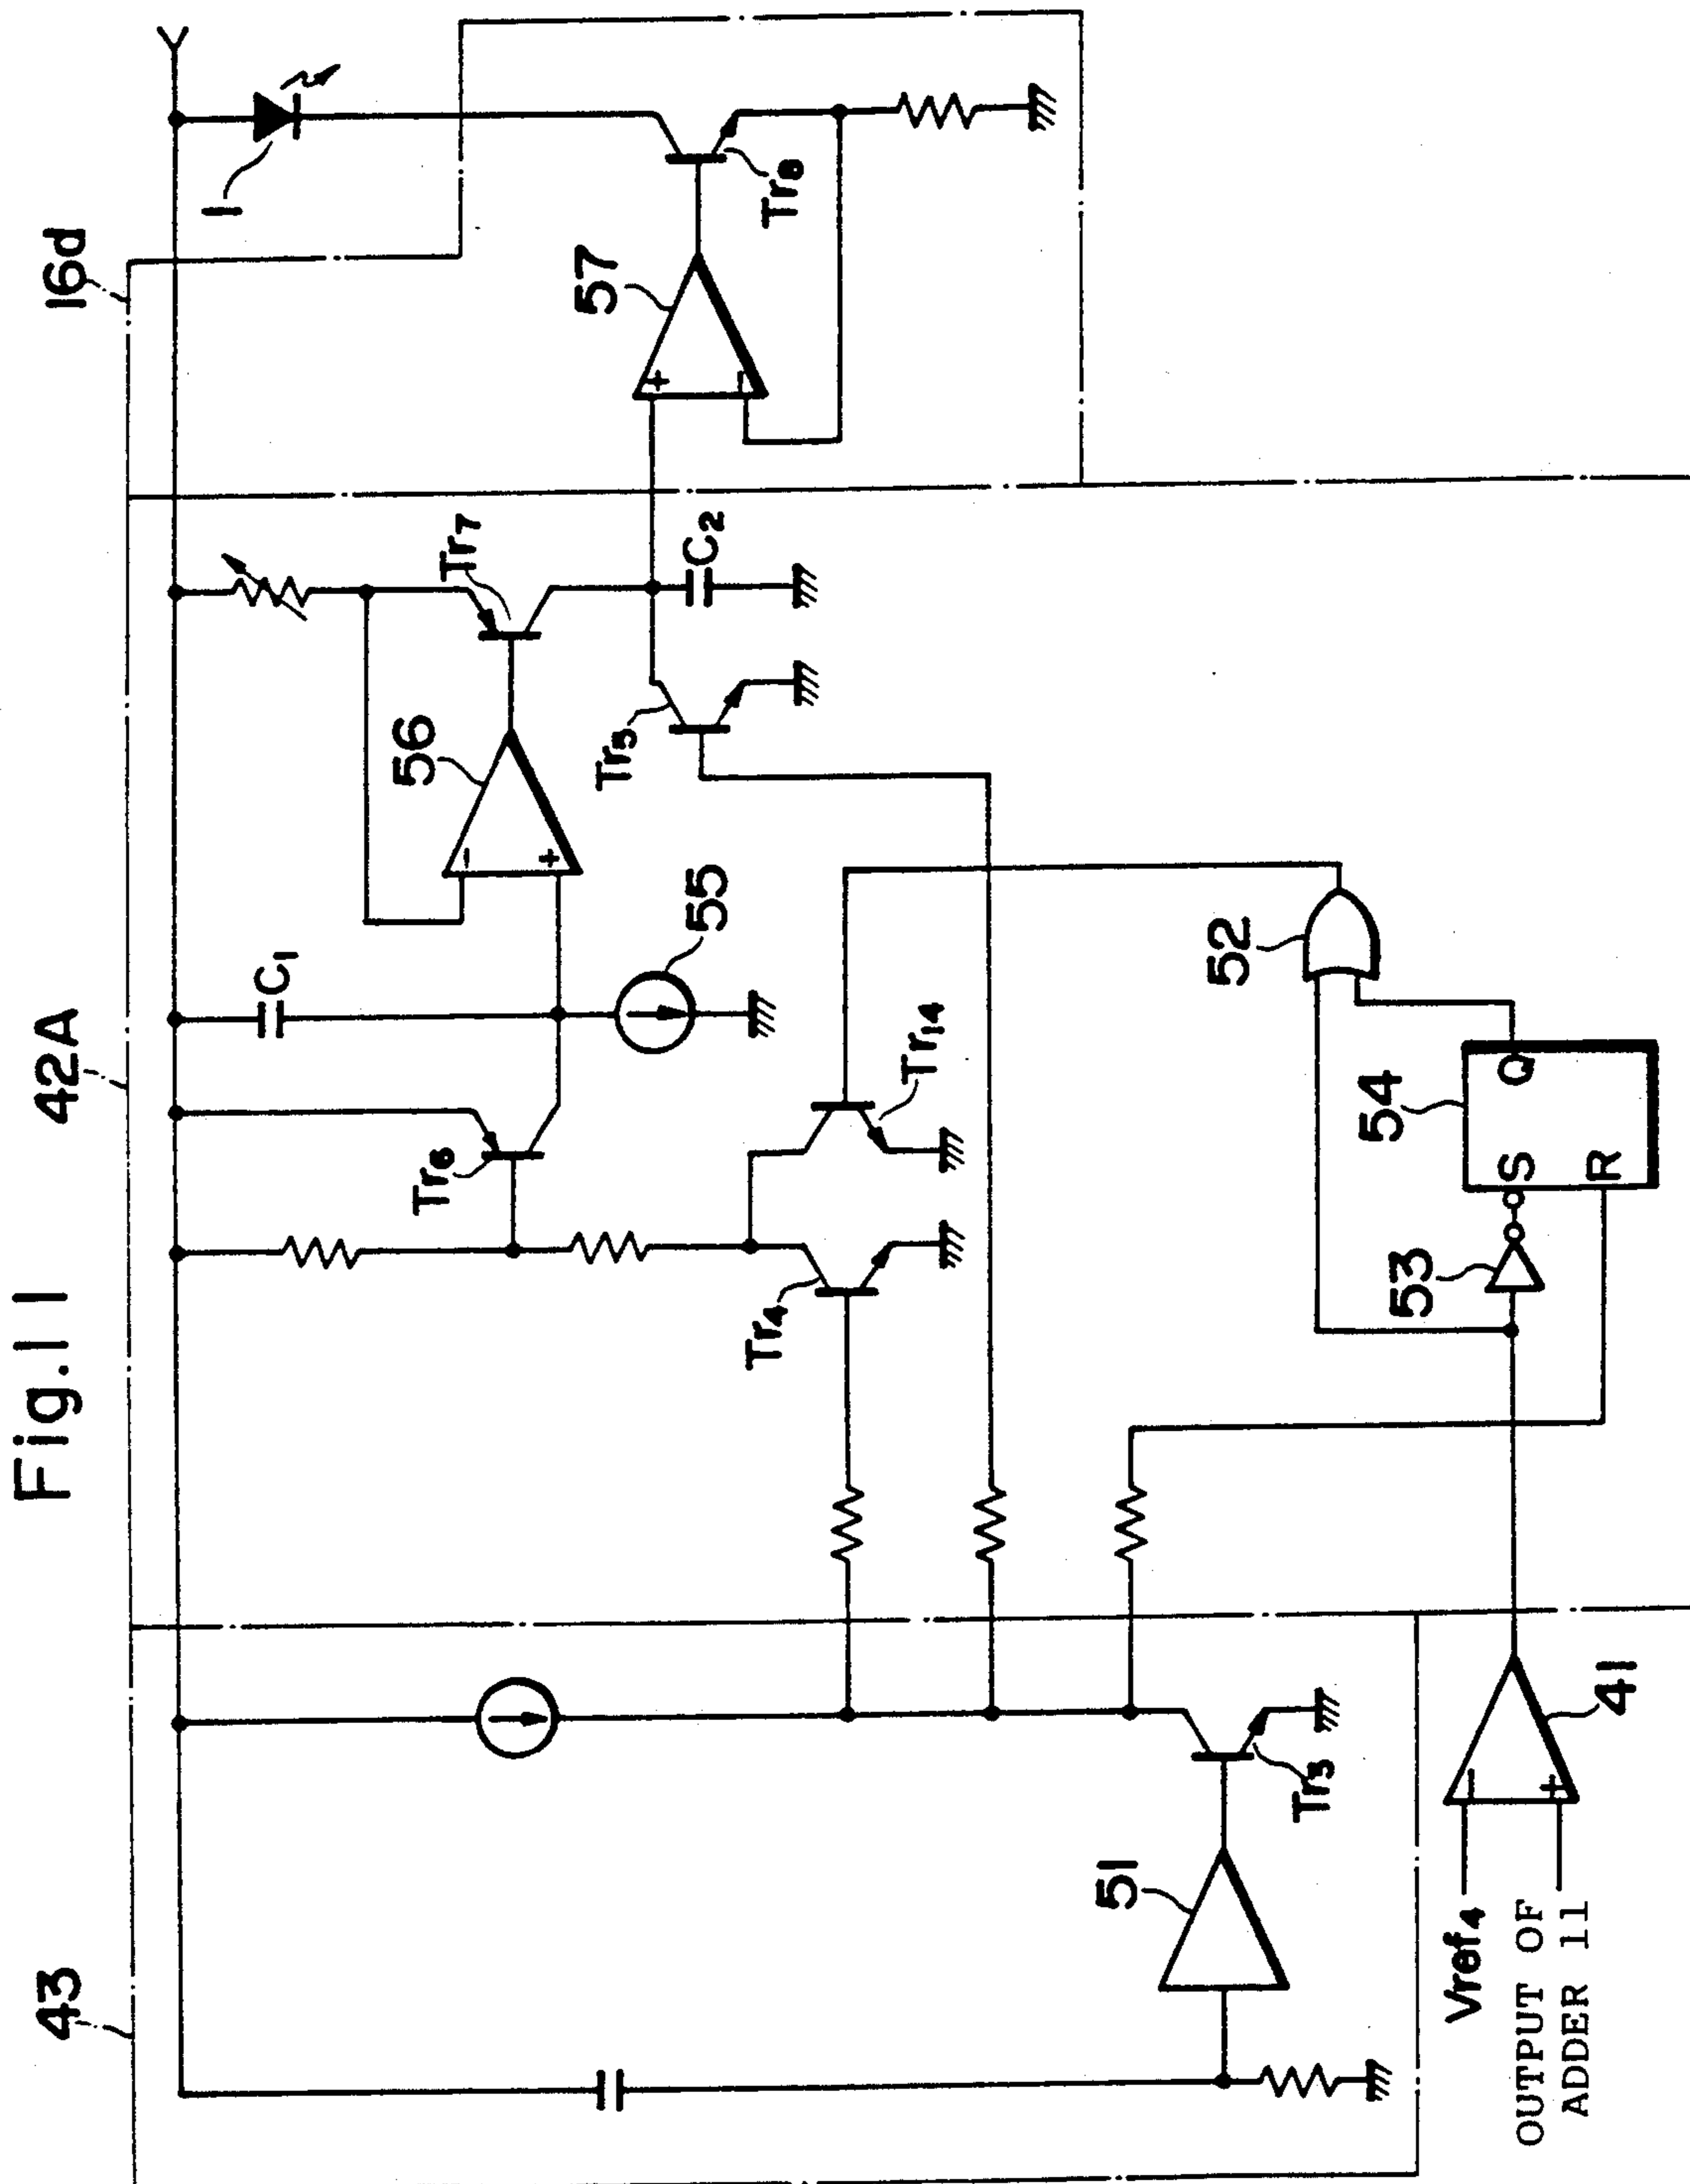 Fig.11
43
42A
16d
1
C1
Tr6
Tr7
56
-
+
55
C2
Tr5
57
+
-
Tr8
Tr4
Tr14
52
53
54
S
R
Q
51
Tr3
41
-
+
Vref4
OUTPUT OF
ADDER 11